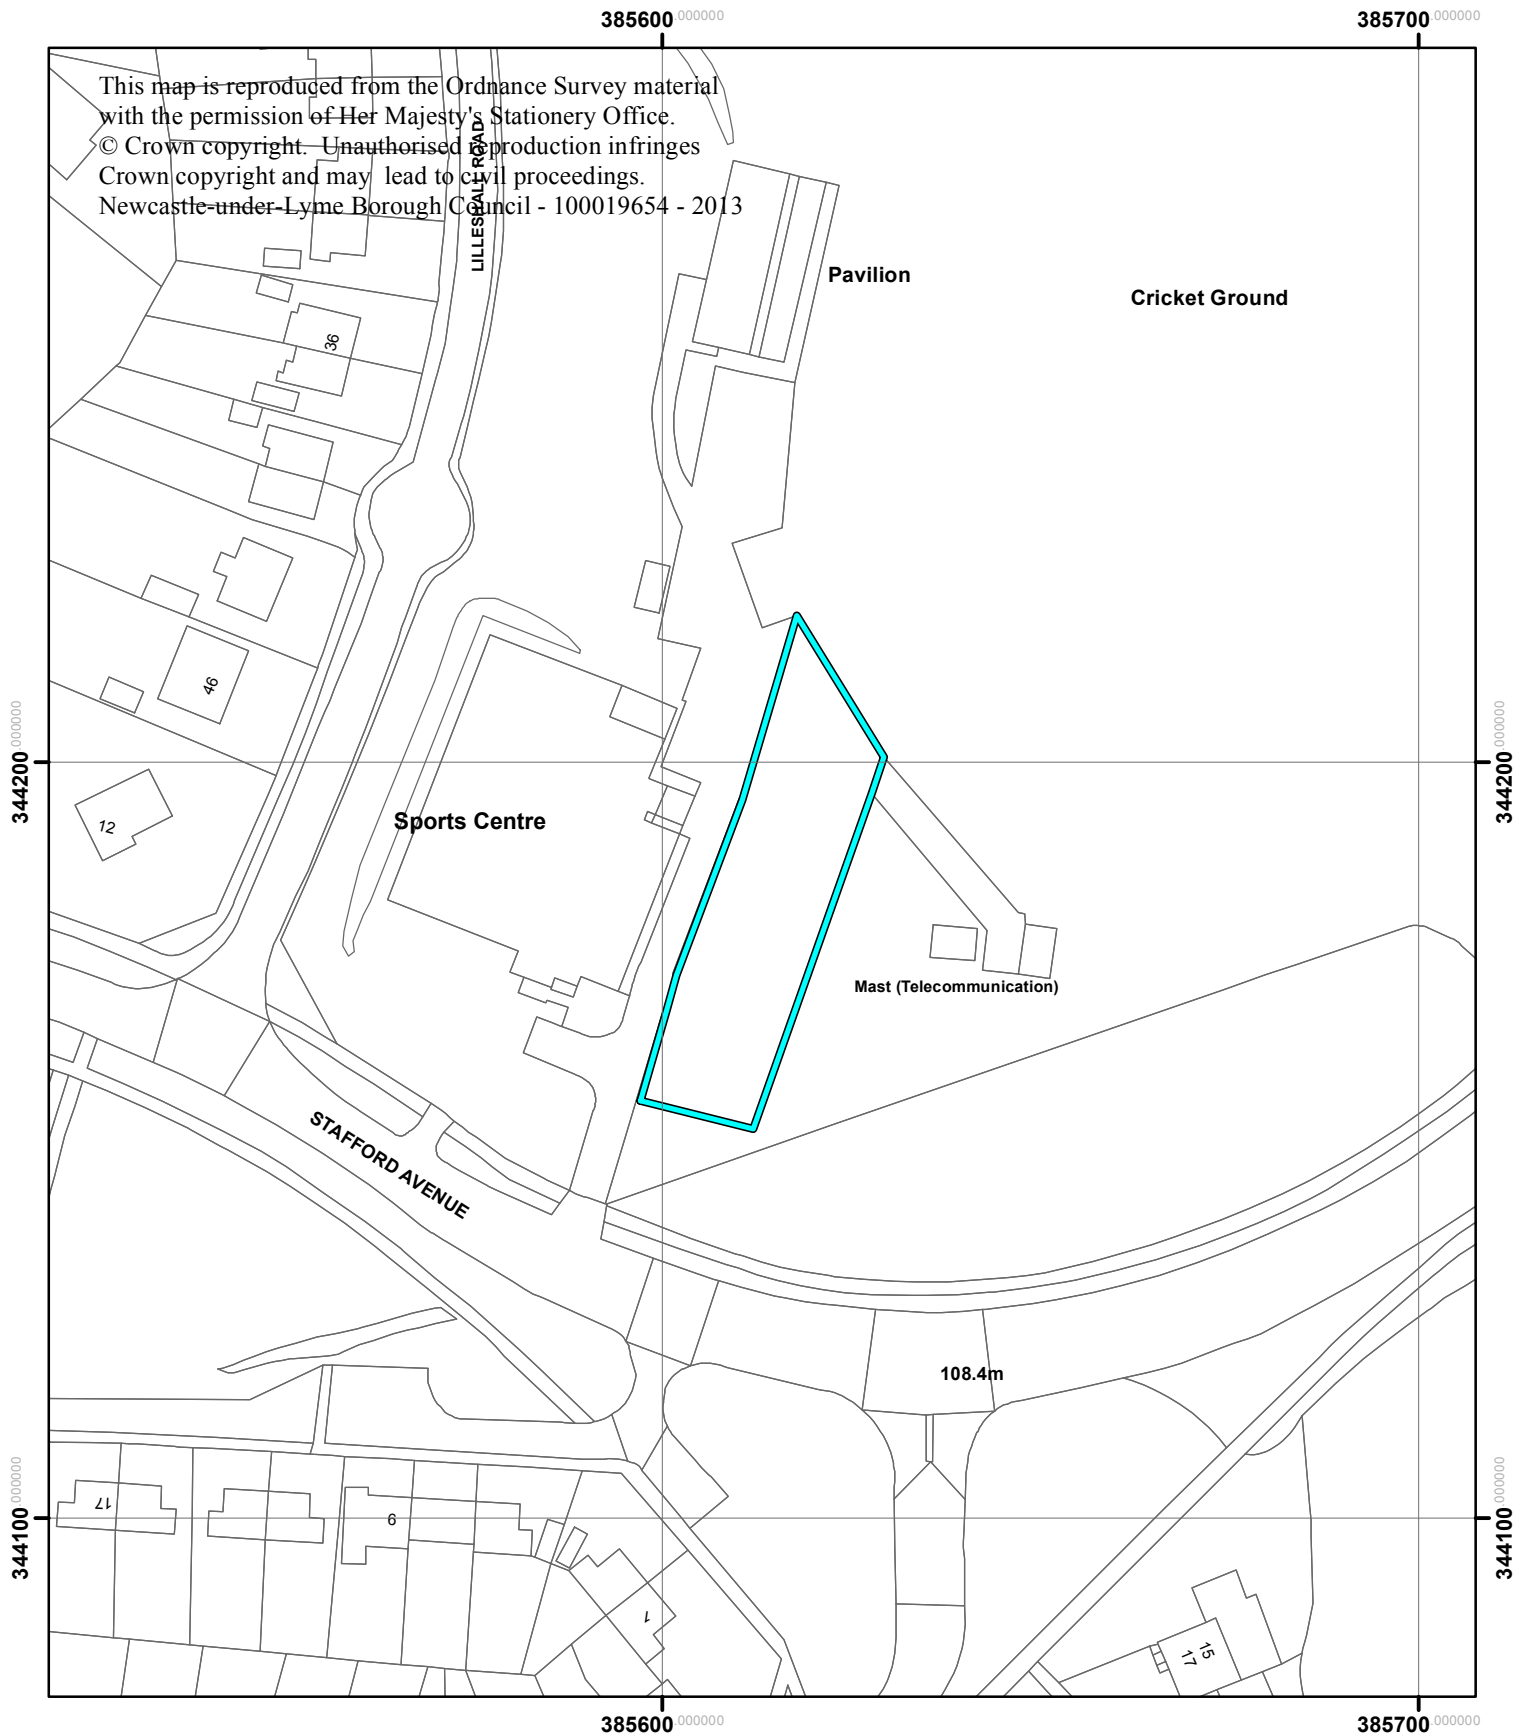 385600.000000
385700.000000
This map is reproduced from the Ordnance Survey material
with the permission of Her Majesty's Stationery Office.
© Crown copyright.  Unauthorised reproduction infringes
Crown copyright and may  lead to civil proceedings.
Newcastle-under-Lyme Borough Council - 100019654 - 2013
LILLESHALL ROAD
Pavilion
Cricket Ground
36
46
344200.000000
344200.000000
12
Sports Centre
Mast (Telecommunication)
STAFFORD AVENUE
108.4m
344100.000000
344100.000000
17
9
1
15
17
385600.000000
385700.000000